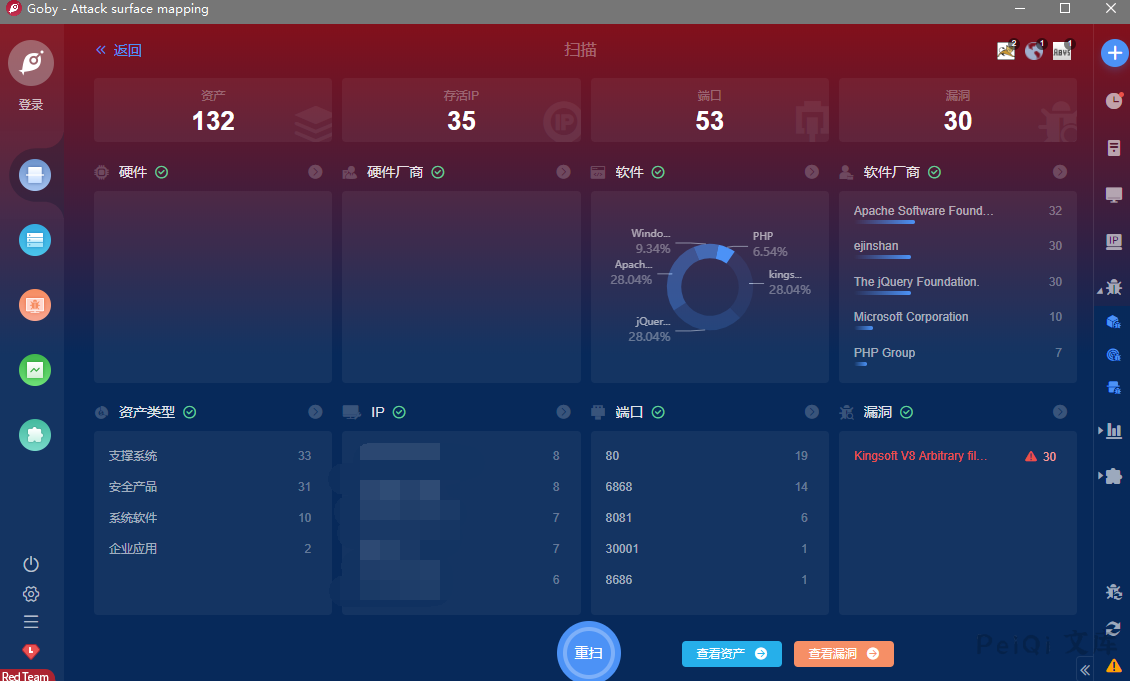 Goby - Attack surface mapping
返回
扫描
2
1
1
登录
资产
132
存活IP
35
IP
端口
53
漏洞
30
硬件
硬件厂商
软件
软件厂商
Windo...
9.34%
PHP
6.54%
Apach...
28.04%
kings...
28.04%
jQuer...
28.04%
Apache Software Found... 32
ejinshan 30
The jQuery Foundation. 30
Microsoft Corporation 10
PHP Group 7
IP
资产类型
IP
端口
漏洞
支撑系统 33
安全产品 31
系统软件 10
企业应用 2
8
8
7
7
6
80 19
6868 14
8081 6
30001 1
8686 1
Kingsoft V8 Arbitrary fil... 30
重扫
查看资产
查看漏洞
PeiQi 文库
Red Team